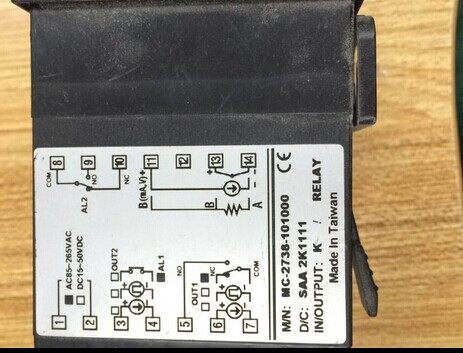 8
9
10
11
12
13
14
COM
NO
NC
AL2
B(mA,V)+
+
B
A
AC85~265VAC
DC15~50VDC
OUT2
AL1
1
2
3
4
NO
OUT1
COM
5
6
7
M/N: MC-2738-101000
D/C: SAA 2K1111
IN/OUTPUT: K / RELAY
Made In Taiwan
CE